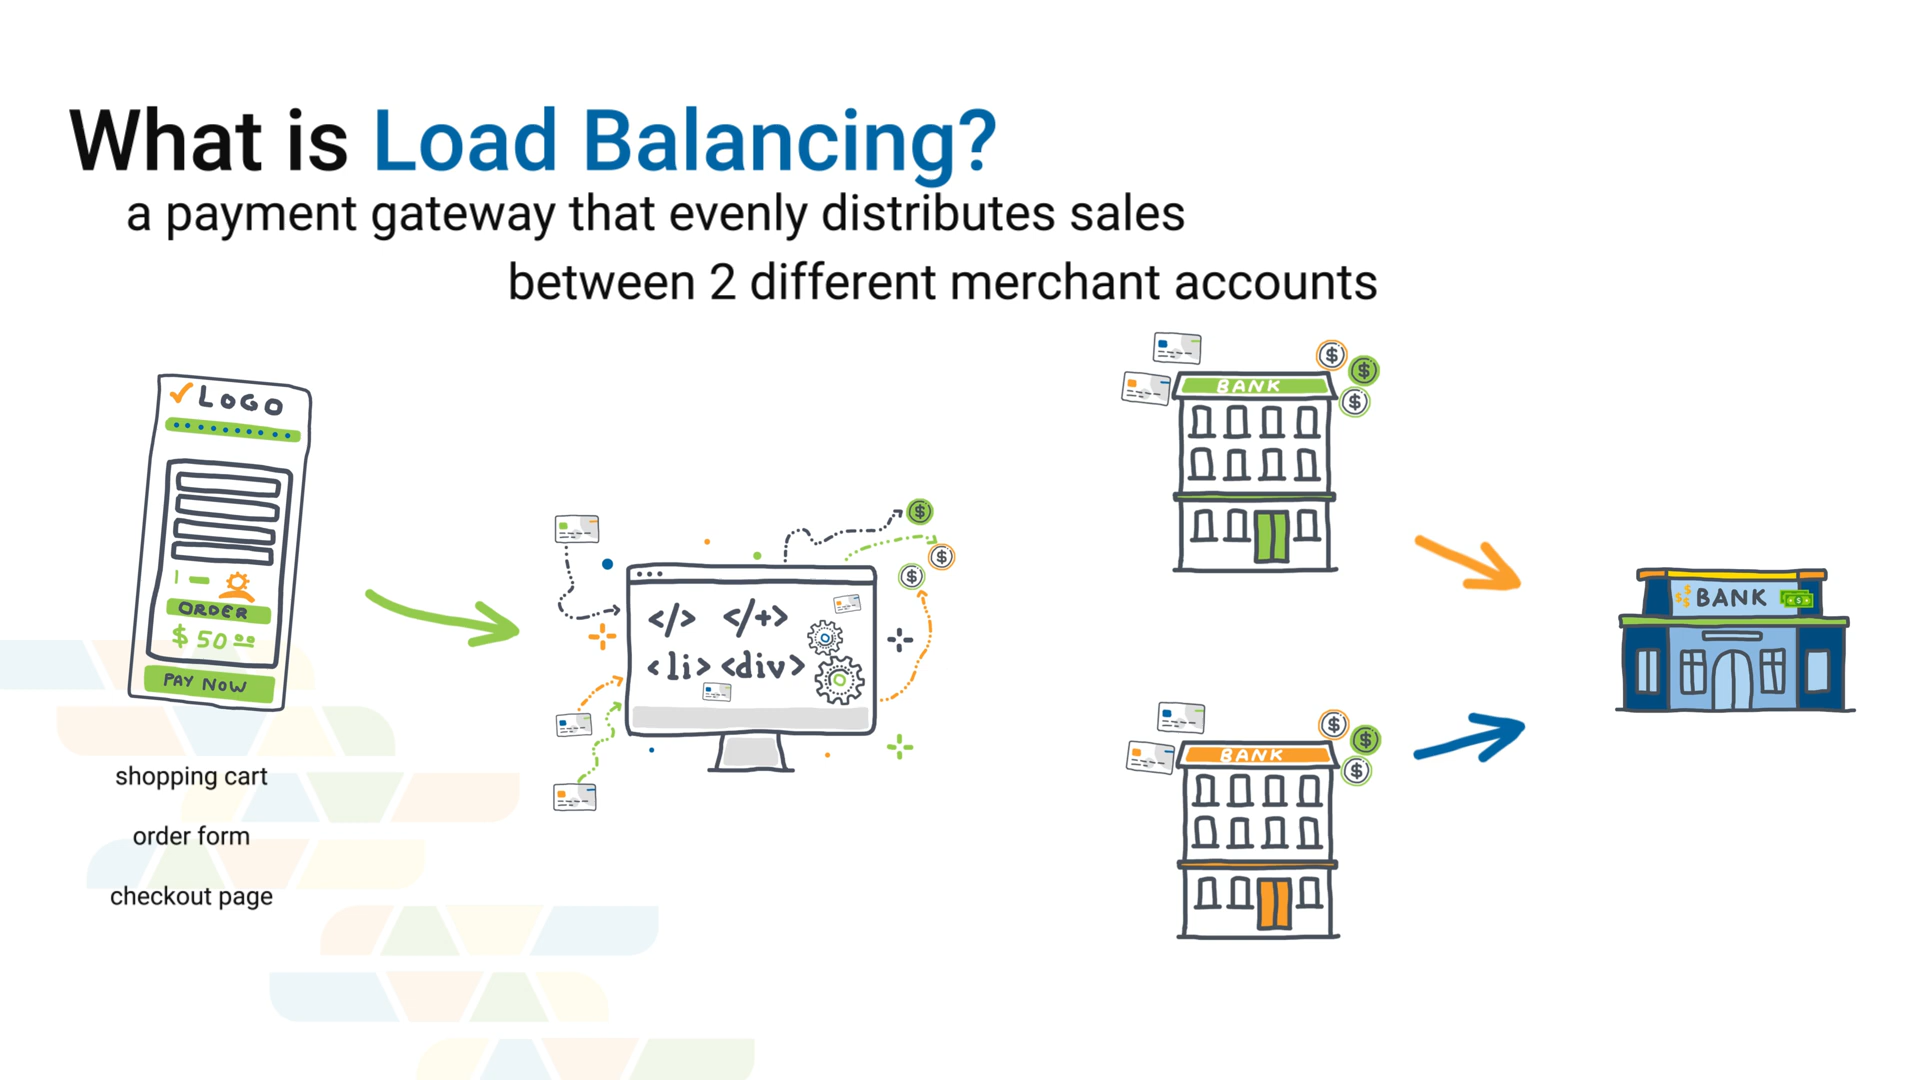 What is Load Balancing?
a payment gateway that evenly distributes sales
between 2 different merchant accounts
LOGO
ORDER
$ 50 00
PAY NOW
shopping cart
order form
checkout page
</> </+>
<li> <div>
BANK
BANK
BANK